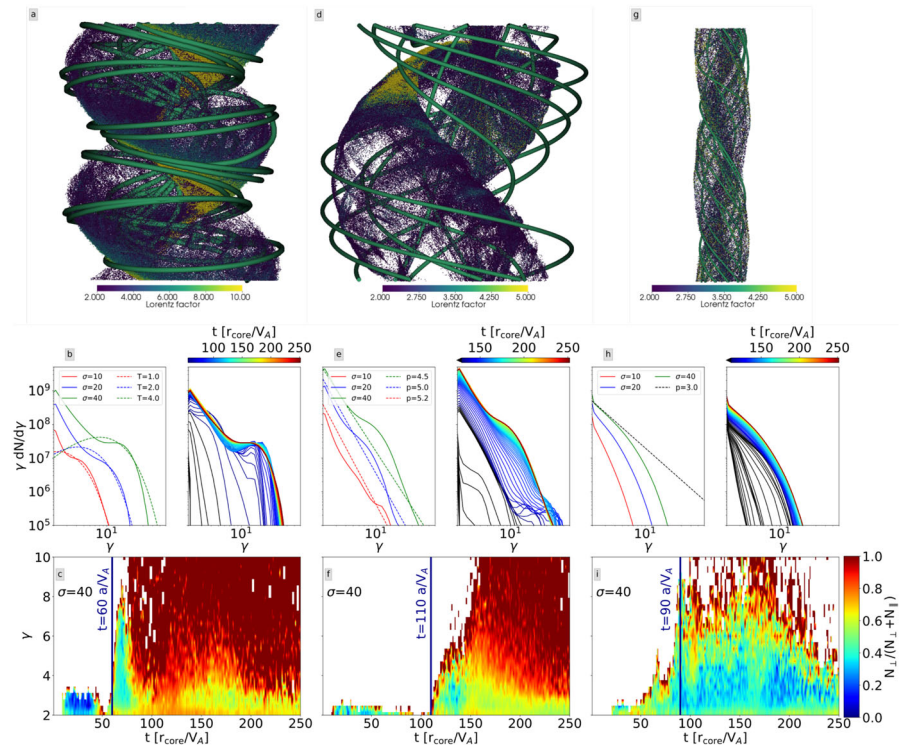 a
d
g
2.000 4.000 6.000 8.000 10.00
Lorentz factor
2.000 2.750 3.500 4.250 5.000
Lorentz factor
2.000 2.750 3.500 4.250 5.000
Lorentz factor
b
t [r_core/V_A]
100 150 200 250
e
t [r_core/V_A]
150 200 250
h
t [r_core/V_A]
150 200 250
γ dN/dγ
10^9
10^8
10^7
10^6
10^5
σ=10
σ=20
σ=40
T=1.0
T=2.0
T=4.0
σ=10
σ=20
σ=40
p=4.5
p=5.0
p=5.2
σ=10
σ=20
σ=40
p=3.0
10^1
γ
10^1
γ
10^1
γ
10^1
γ
10^1
γ
10^1
γ
c
σ=40
t=60 a/V_A
f
σ=40
t=110 a/V_A
i
σ=40
t=90 a/V_A
γ
10
8
6
4
2
0 50 100 150 200 250
t [r_core/V_A]
0 50 100 150 200 250
t [r_core/V_A]
0 50 100 150 200 250
t [r_core/V_A]
1.0
0.8
0.6
0.4
0.2
0.0
N_⊥/(N_⊥+N_∥)